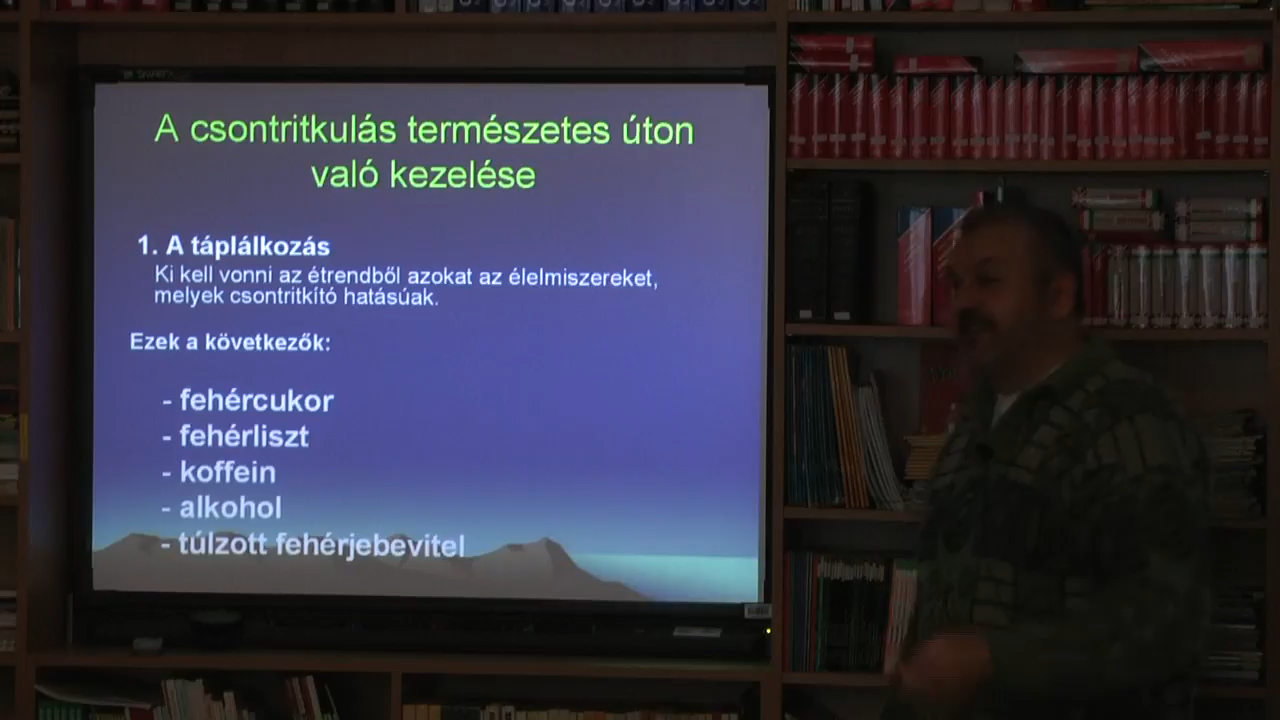 A csontritkulás természetes úton
való kezelése
1. A táplálkozás
Ki kell vonni az étrendből azokat az élelmiszereket,
melyek csontritkító hatásúak.
Ezek a következők:
- fehércukor
- fehérliszt
- koffein
- alkohol
- túlzott fehérjebevitel